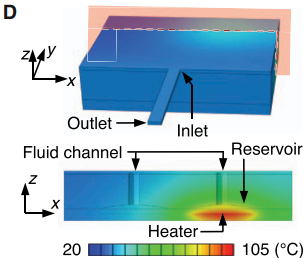 D
z y
x
Outlet
Inlet
Fluid channel
Reservoir
z
x
Heater
20 105 (°C)